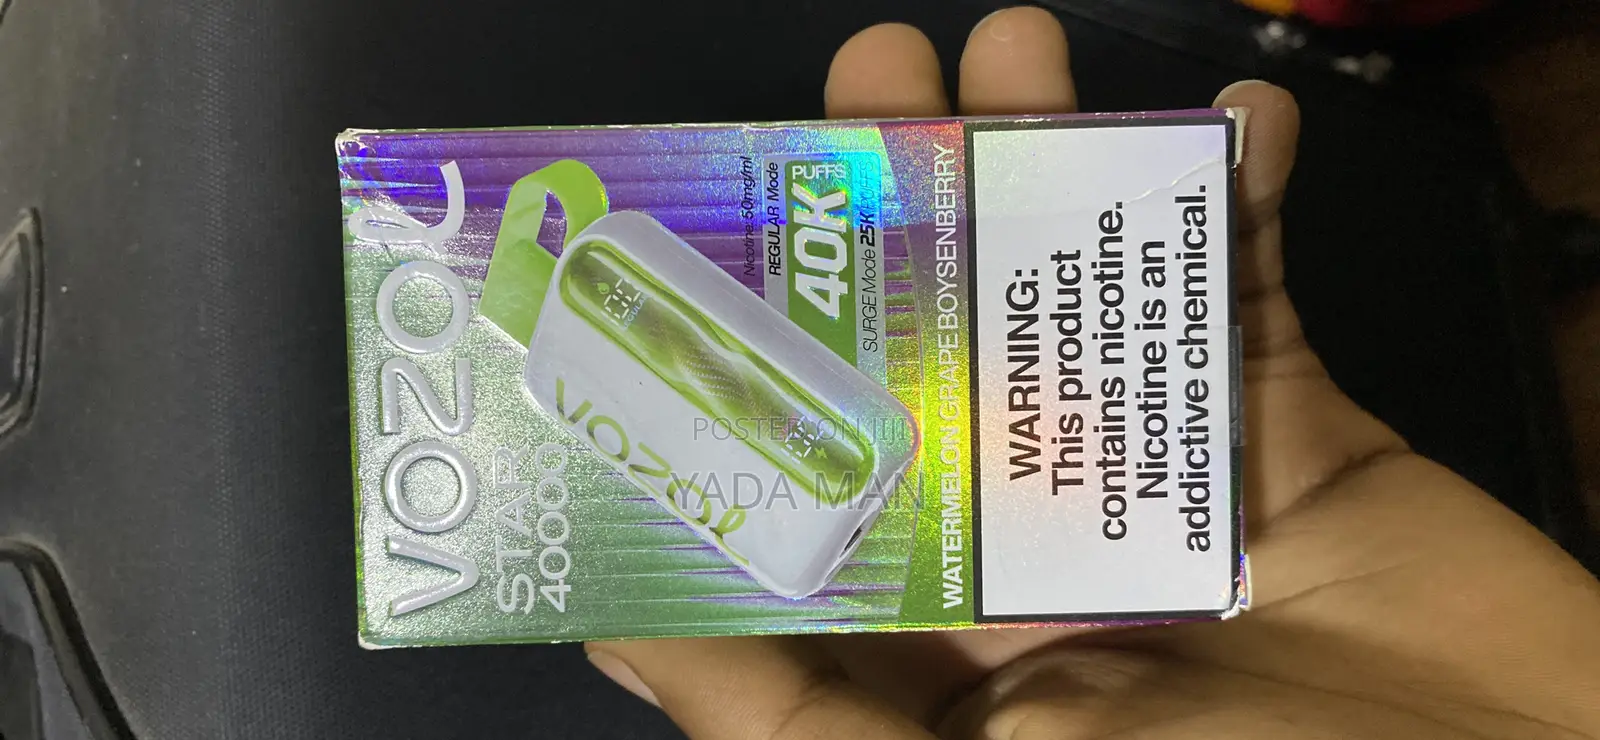 VOZOL
STAR
40000
Nicotine: 50mg/ml
REGULAR Mode
40K
PUFFS
SURGE Mode 25K PUFFS
VOZOL
WATERMELON GRAPE BOYSENBERRY
WARNING:
This product
contains nicotine.
Nicotine is an
addictive chemical.
POSTED ON JIJI
YADA MAN